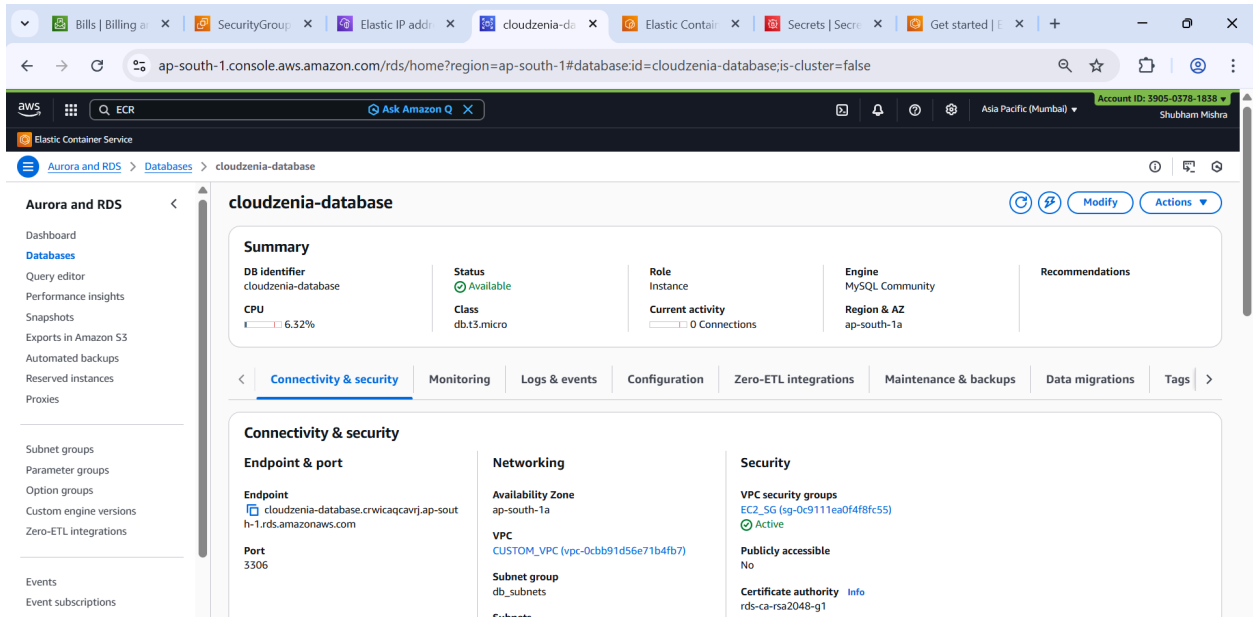 Bills | Billing an
SecurityGroup
Elastic IP addre
cloudzenia-da
Elastic Contain
Secrets | Secre
Get started | E
ap-south-1.console.aws.amazon.com/rds/home?region=ap-south-1#database:id=cloudzenia-database;is-cluster=false
aws
ECR
Ask Amazon Q
Asia Pacific (Mumbai)
Account ID: 3905-0378-1838
Shubham Mishra
Elastic Container Service
Aurora and RDS > Databases > cloudzenia-database
Aurora and RDS
Dashboard
Databases
Query editor
Performance insights
Snapshots
Exports in Amazon S3
Automated backups
Reserved instances
Proxies
Subnet groups
Parameter groups
Option groups
Custom engine versions
Zero-ETL integrations
Events
Event subscriptions
cloudzenia-database
Modify
Actions
Summary
DB identifier
cloudzenia-database
Status
Available
Role
Instance
Engine
MySQL Community
Recommendations
CPU
6.32%
Class
db.t3.micro
Current activity
0 Connections
Region & AZ
ap-south-1a
Connectivity & security
Monitoring
Logs & events
Configuration
Zero-ETL integrations
Maintenance & backups
Data migrations
Tags
Connectivity & security
Endpoint & port
Endpoint
cloudzenia-database.crwicaqcavrj.ap-sout
h-1.rds.amazonaws.com
Port
3306
Networking
Availability Zone
ap-south-1a
VPC
CUSTOM_VPC (vpc-0cbb91d56e71b4fb7)
Subnet group
db_subnets
Subnets
Security
VPC security groups
EC2_SG (sg-0c9111ea0f4f8fc55)
Active
Publicly accessible
No
Certificate authority Info
rds-ca-rsa2048-g1